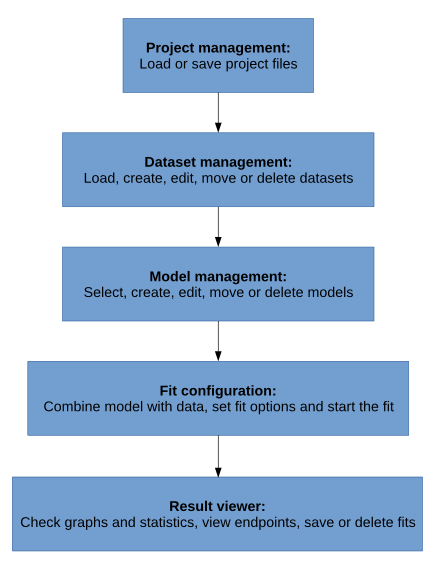 Project management:
Load or save project files
Dataset management:
Load, create, edit, move or delete datasets
Model management:
Select, create, edit, move or delete models
Fit configuration:
Combine model with data, set fit options and start the fit
Result viewer:
Check graphs and statistics, view endpoints, save or delete fits